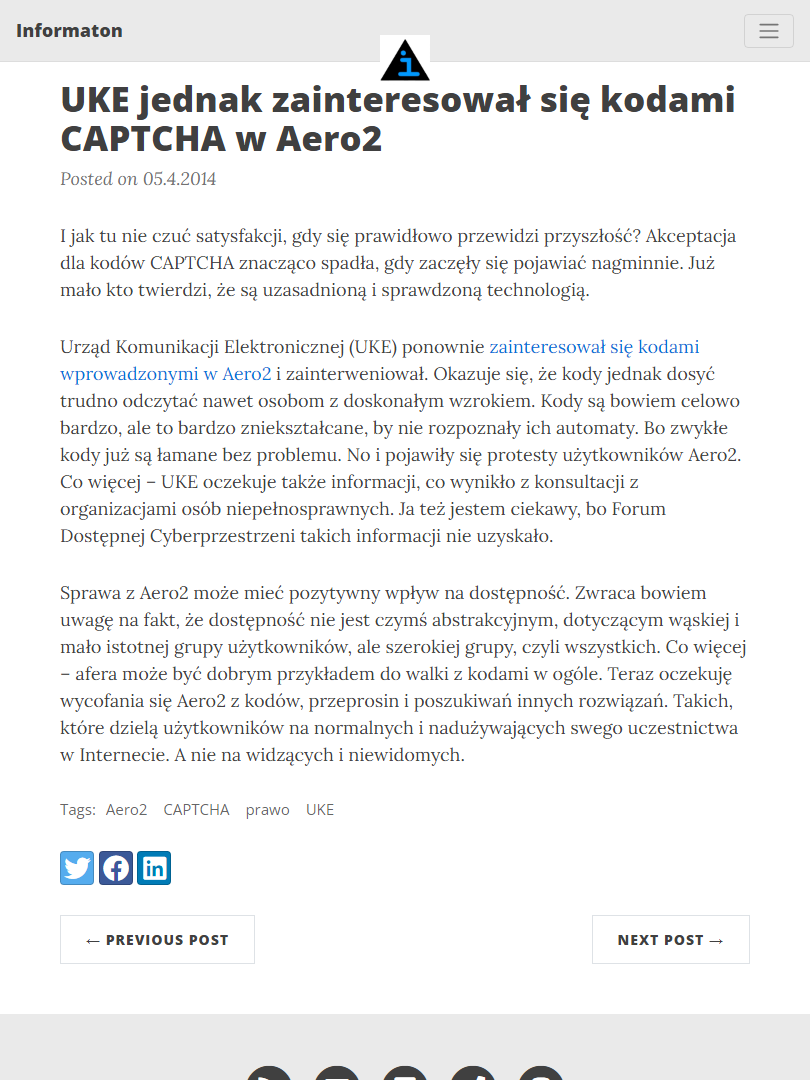 Informaton
UKE jednak zainteresował się kodami
CAPTCHA w Aero2
Posted on 05.4.2014
I jak tu nie czuć satysfakcji, gdy się prawidłowo przewidzi przyszłość? Akceptacja
dla kodów CAPTCHA znacząco spadła, gdy zaczęły się pojawiać nagminnie. Już
mało kto twierdzi, że są uzasadnioną i sprawdzoną technologią.
Urząd Komunikacji Elektronicznej (UKE) ponownie zainteresował się kodami
wprowadzonymi w Aero2 i zainterweniował. Okazuje się, że kody jednak dosyć
trudno odczytać nawet osobom z doskonałym wzrokiem. Kody są bowiem celowo
bardzo, ale to bardzo zniekształcane, by nie rozpoznały ich automaty. Bo zwykłe
kody już są łamane bez problemu. No i pojawiły się protesty użytkowników Aero2.
Co więcej – UKE oczekuje także informacji, co wynikło z konsultacji z
organizacjami osób niepełnosprawnych. Ja też jestem ciekawy, bo Forum
Dostępnej Cyberprzestrzeni takich informacji nie uzyskało.
Sprawa z Aero2 może mieć pozytywny wpływ na dostępność. Zwraca bowiem
uwagę na fakt, że dostępność nie jest czymś abstrakcyjnym, dotyczącym wąskiej i
mało istotnej grupy użytkowników, ale szerokiej grupy, czyli wszystkich. Co więcej
– afera może być dobrym przykładem do walki z kodami w ogóle. Teraz oczekuję
wycofania się Aero2 z kodów, przeprosin i poszukiwań innych rozwiązań. Takich,
które dzielą użytkowników na normalnych i nadużywających swego uczestnictwa
w Internecie. A nie na widzących i niewidomych.
Tags: Aero2 CAPTCHA prawo UKE
← PREVIOUS POST
NEXT POST →